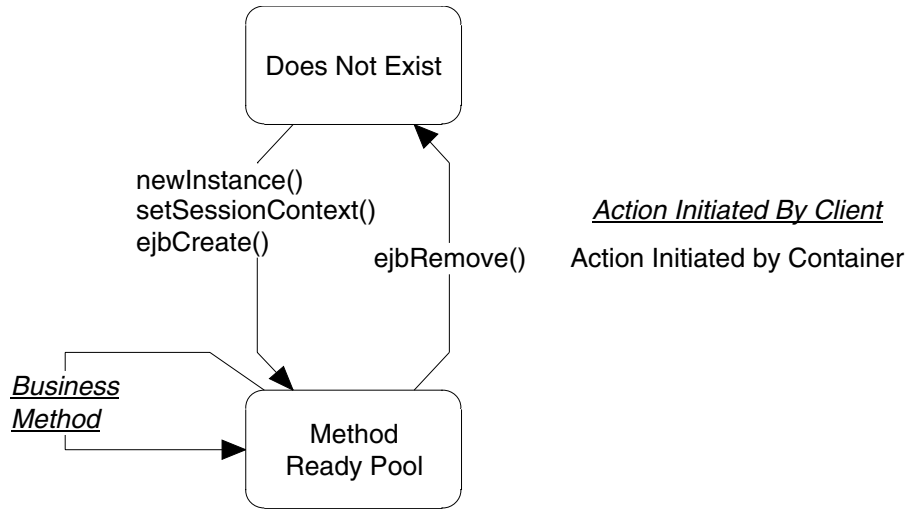 Does Not Exist
newInstance()
setSessionContext()
ejbCreate()
ejbRemove()
Action Initiated By Client
Action Initiated by Container
Business
Method
Method
Ready Pool